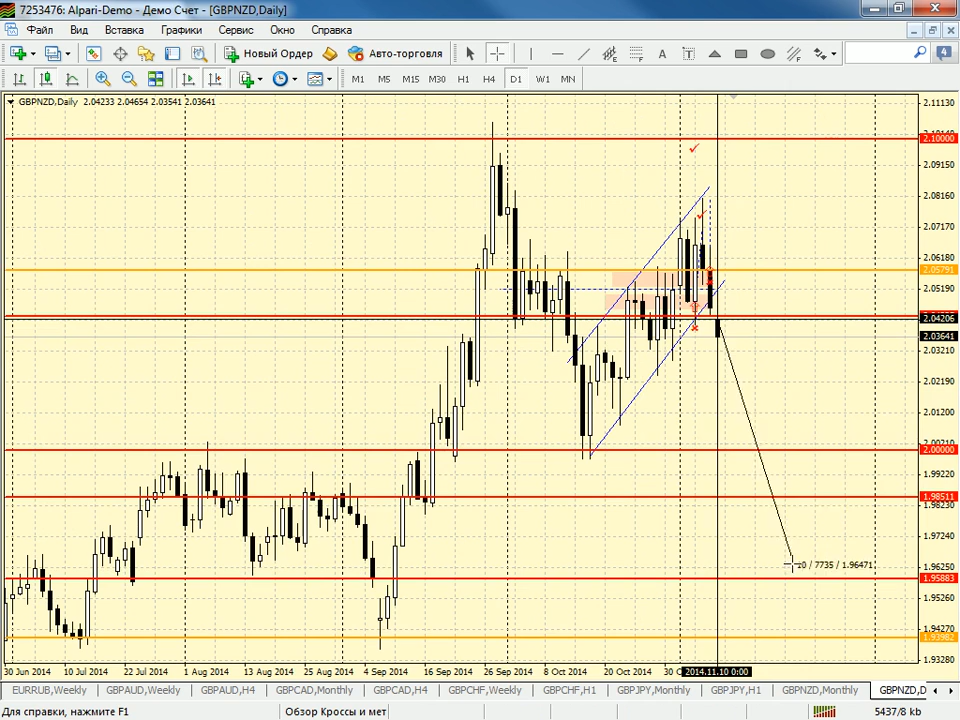 7253476: Alpari-Demo - Демо Счет - [GBPNZD,Daily]
Файл Вид Вставка Графики Сервис Окно Справка
Новый Ордер Авто-торговля
4
A T
M1 M5 M15 M30 H1 H4 D1 W1 MN
GBPNZD,Daily 2.04233 2.04654 2.03541 2.03641
2.11130
2.10000
2.09150
2.08160
2.07170
2.06180
2.05791
2.05190
2.04206
2.03641
2.03210
2.02190
2.01200
2.00000
1.99220
1.98511
1.98230
1.97240
1.96250
1.95883
1.95260
1.94270
1.93982
1.93280
/ 7735 / 1.96471
30 Jun 2014 10 Jul 2014 22 Jul 2014 1 Aug 2014 13 Aug 2014 25 Aug 2014 4 Sep 2014 16 Sep 2014 26 Sep 2014 8 Oct 2014 20 Oct 2014 2014.11.10 0:00
EURRUB,Weekly GBPAUD,Weekly GBPAUD,H4 GBPCAD,Monthly GBPCAD,H4 GBPCHF,Weekly GBPCHF,H1 GBPJPY,Monthly GBPJPY,H1 GBPNZD,Monthly GBPNZD,D
Для справки, нажмите F1 Обзор Кроссы и мет 5437/8 kb